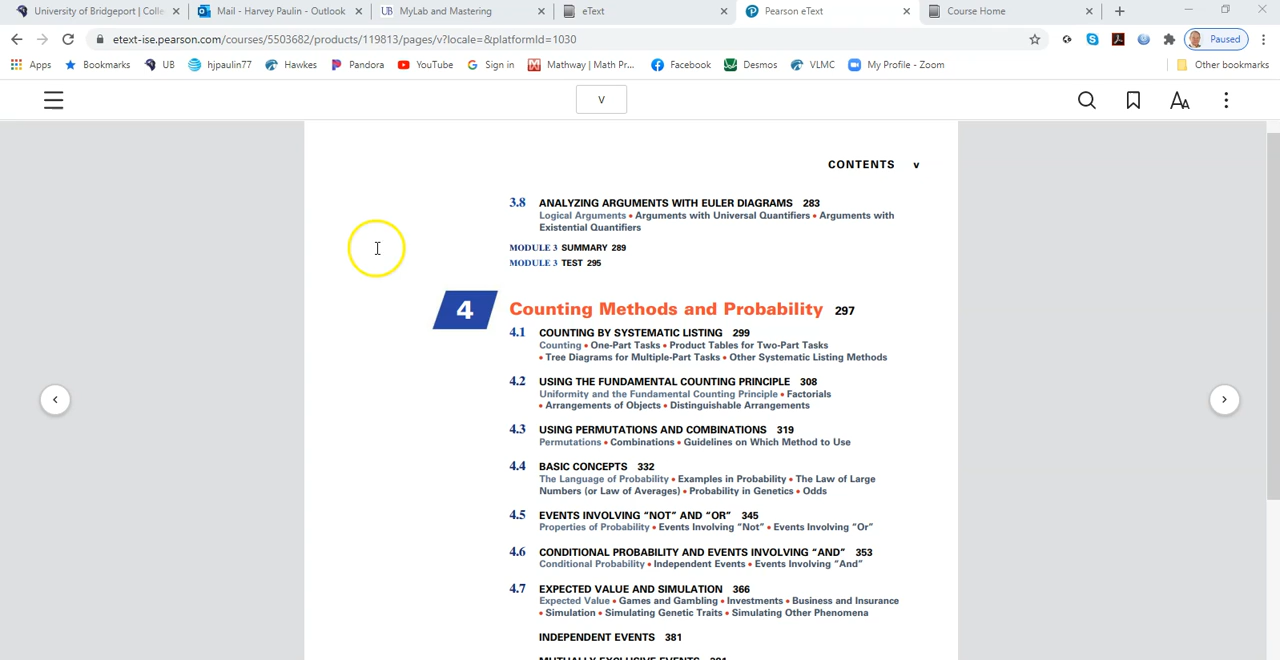 University of Bridgeport | Colle
Mail - Harvey Paulin - Outlook
UB MyLab and Mastering
eText
Pearson eText
Course Home
etext-ise.pearson.com/courses/5503682/products/119813/pages/v?locale=&platformId=1030
Paused
Apps
Bookmarks
UB
hjpaulin77
Hawkes
Pandora
YouTube
Sign in
Mathway | Math Pr...
Facebook
Desmos
VLMC
My Profile - Zoom
Other bookmarks
V
CONTENTS v
3.8 ANALYZING ARGUMENTS WITH EULER DIAGRAMS 283
Logical Arguments • Arguments with Universal Quantifiers • Arguments with
Existential Quantifiers
MODULE 3 SUMMARY 289
MODULE 3 TEST 295
4 Counting Methods and Probability 297
4.1 COUNTING BY SYSTEMATIC LISTING 299
Counting • One-Part Tasks • Product Tables for Two-Part Tasks
• Tree Diagrams for Multiple-Part Tasks • Other Systematic Listing Methods
4.2 USING THE FUNDAMENTAL COUNTING PRINCIPLE 308
Uniformity and the Fundamental Counting Principle • Factorials
• Arrangements of Objects • Distinguishable Arrangements
4.3 USING PERMUTATIONS AND COMBINATIONS 319
Permutations • Combinations • Guidelines on Which Method to Use
4.4 BASIC CONCEPTS 332
The Language of Probability • Examples in Probability • The Law of Large
Numbers (or Law of Averages) • Probability in Genetics • Odds
4.5 EVENTS INVOLVING "NOT" AND "OR" 345
Properties of Probability • Events Involving "Not" • Events Involving "Or"
4.6 CONDITIONAL PROBABILITY AND EVENTS INVOLVING "AND" 353
Conditional Probability • Independent Events • Events Involving "And"
4.7 EXPECTED VALUE AND SIMULATION 366
Expected Value • Games and Gambling • Investments • Business and Insurance
• Simulation • Simulating Genetic Traits • Simulating Other Phenomena
INDEPENDENT EVENTS 381
MUTUALLY EXCLUSIVE EVENTS